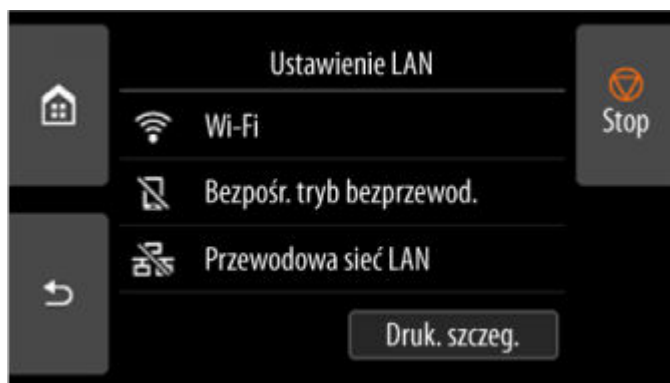 Ustawienie LAN
Wi-Fi
Bezpośr. tryb bezprzewod.
Przewodowa sieć LAN
Druk. szczeg.
Stop